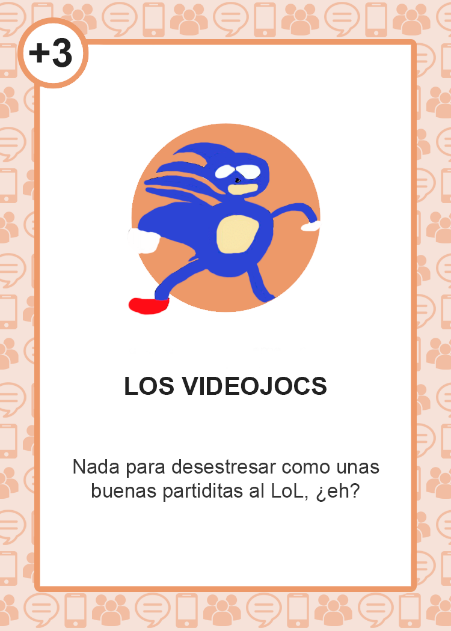 +3
LOS VIDEOJOCS
Nada para desestresar como unas
buenas partiditas al LoL, ¿eh?